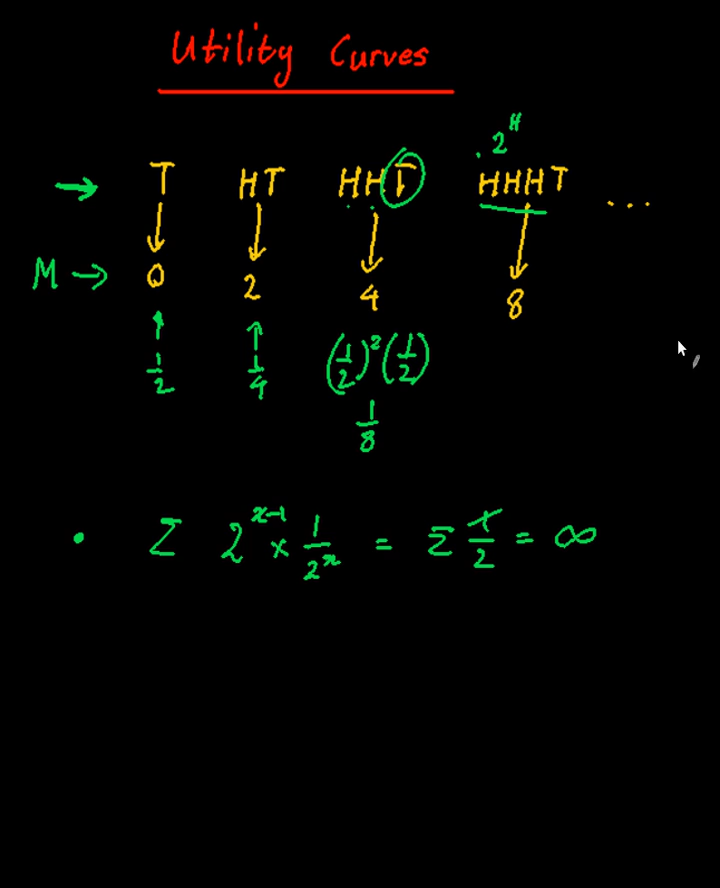 Utility Curves
2^H
→ T HT HHT HHHT ...
M → 0 2 4 8
1/2 1/4 (1/2)^2 (1/2)
1/8
• Σ 2^(x-1) × 1/2^x = Σ 1/2 = ∞